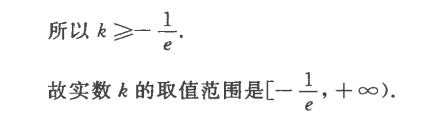 所以 k ⩾ -1/e.
故实数 k 的取值范围是[-1/e, +∞).